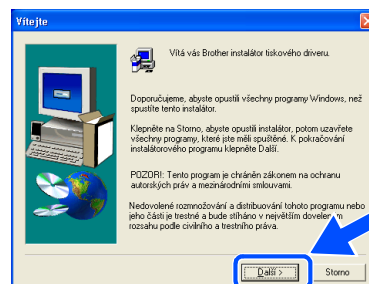 Vítejte
Vítá vás Brother instalátor tiskového driveru.
Doporučujeme, abyste opustili všechny programy Windows, než
spustíte tento instalátor.
Klepněte na Storno, abyste opustili instalátor, potom uzavřete
všechny programy, které jste měli spuštěné. K pokračování
instalátorového programu klepněte Další.
POZOR!: Tento program je chráněn zákonem na ochranu
autorských práv a mezinárodními smlouvami.
Nedovolené rozmnožování a distribuování tohoto programu nebo
jeho části je trestné a bude stíháno v největším dovoleném
rozsahu podle civilního a trestního práva.
Další >
Storno